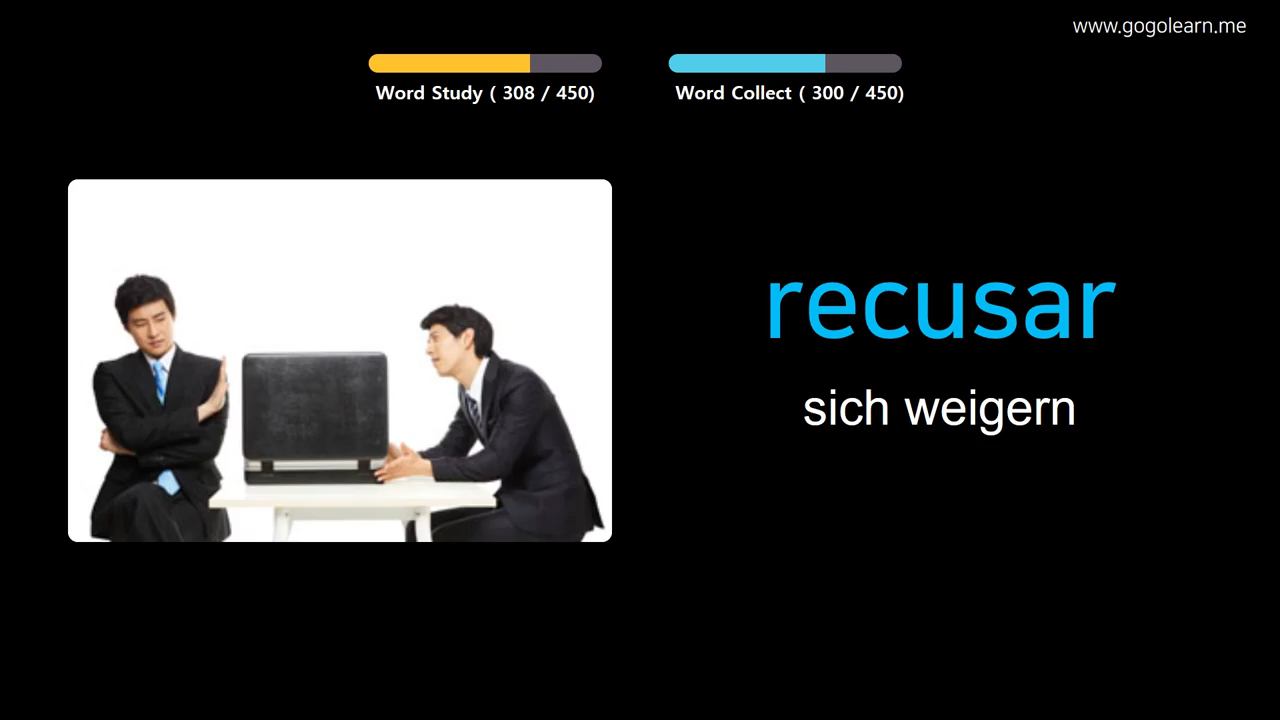 www.gogolearn.me
Word Study ( 308 / 450)
Word Collect ( 300 / 450)
recusar
sich weigern